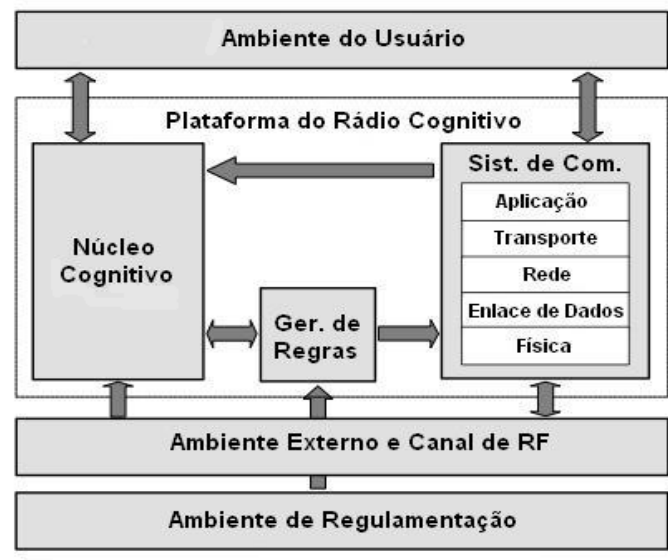 Ambiente do Usuário
Plataforma do Rádio Cognitivo
Núcleo
Cognitivo
Ger. de
Regras
Sist. de Com.
Aplicação
Transporte
Rede
Enlace de Dados
Física
Ambiente Externo e Canal de RF
Ambiente de Regulamentação